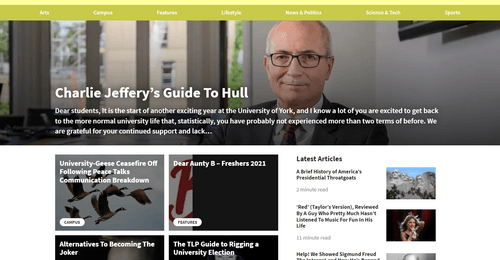 Arts Campus Features Lifestyle News & Politics Science & Tech Sports
Charlie Jeffery's Guide To Hull
Dear students, It is the start of another exciting year at the University of York, and I know a lot of you are excited to get back
to the more normal university life that, statistically, you have probably not experienced more than two terms of before. We
are grateful for your continued support and lack…
University-Geese Ceasefire Off
Following Peace Talks
Communication Breakdown
CAMPUS
Dear Aunty B – Freshers 2021
FEATURES
Alternatives To Becoming The
Joker
The TLP Guide to Rigging a
University Election
Latest Articles
A Brief History of America's
Presidential Throatgoats
2 minute read
'Red' (Taylor's Version), Reviewed
By A Guy Who Pretty Much Hasn't
Listened To Music For Fun In His
Life
11 minute read
Help! We Showed Sigmund Freud